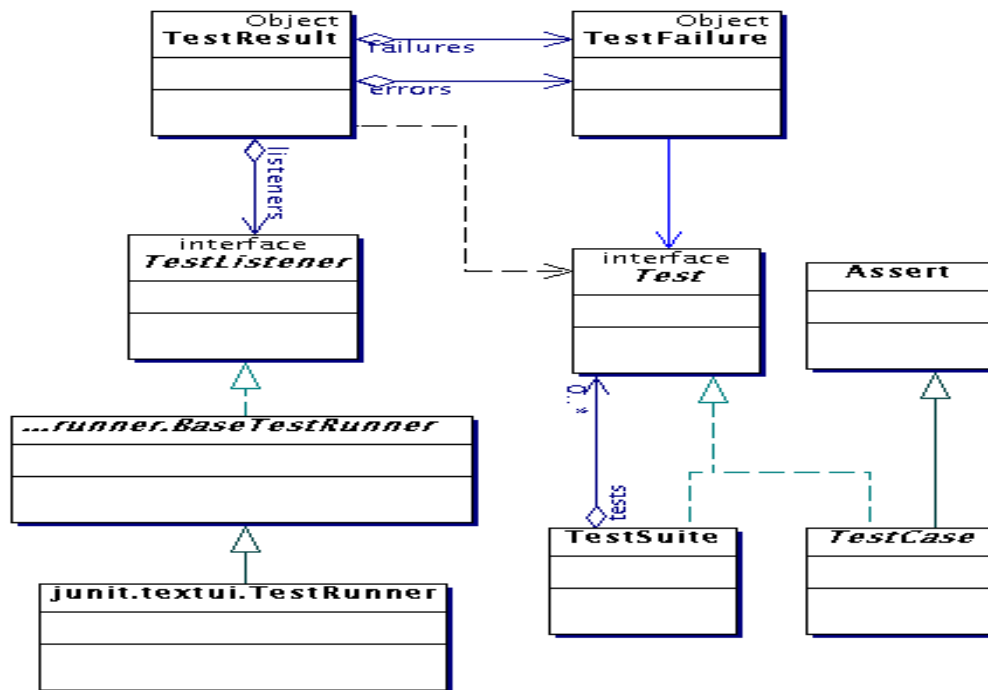 Object
TestResult
failures
errors
Object
TestFailure
listeners
interface
TestListener
interface
Test
Assert
...runner.BaseTestRunner
0..*
tests
TestSuite
TestCase
junit.textui.TestRunner